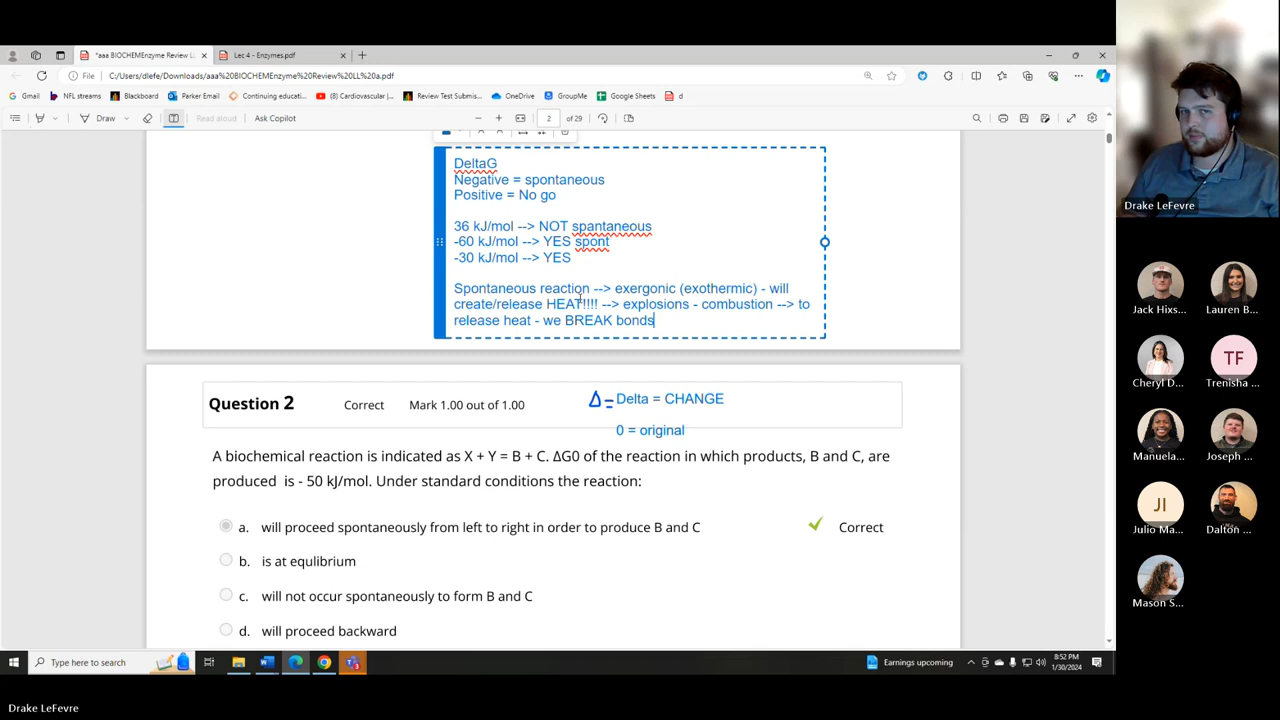 *aaa BIOCHEMEnzyme Review L
Lec 4 - Enzymes.pdf
File
C:/Users/dlefe/Downloads/aaa%20BIOCHEMEnzyme%20Review%20LL%20a.pdf
Gmail
NFL streams
Blackboard
Parker Email
Continuing educati...
(8) Cardiovascular |...
Review Test Submis...
OneDrive
GroupMe
Google Sheets
d
Draw
Read aloud
Ask Copilot
2
of 29
DeltaG
Negative = spontaneous
Positive = No go
36 kJ/mol --> NOT spantaneous
-60 kJ/mol --> YES spont
-30 kJ/mol --> YES
Spontaneous reaction --> exergonic (exothermic) - will
create/release HEAT!!!! --> explosions - combustion --> to
release heat - we BREAK bonds
Question 2
Correct
Mark 1.00 out of 1.00
Δ= Delta = CHANGE
0 = original
A biochemical reaction is indicated as X + Y = B + C. ΔG0 of the reaction in which products, B and C, are
produced is - 50 kJ/mol. Under standard conditions the reaction:
a. will proceed spontaneously from left to right in order to produce B and C
Correct
b. is at equlibrium
c. will not occur spontaneously to form B and C
d. will proceed backward
Type here to search
Earnings upcoming
8:52 PM
1/30/2024
Drake LeFevre
Jack Hixs...
Lauren B...
Cheryl D...
TF
Trenisha ...
Manuela...
Joseph ...
JI
Julio Ma...
Dalton ...
Mason S...
Drake LeFevre